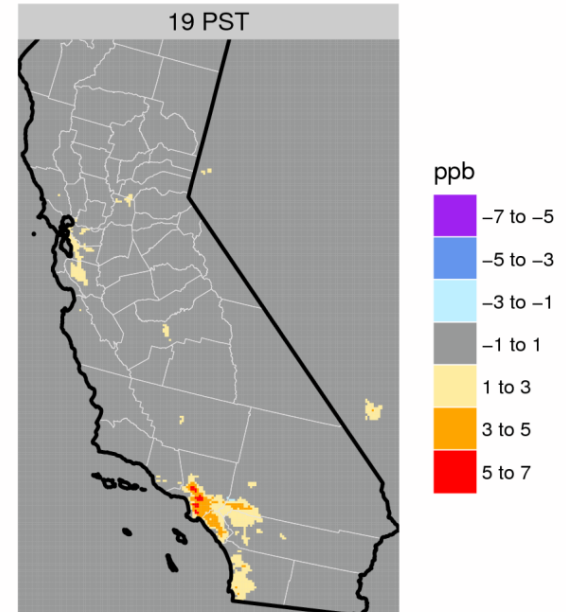 19 PST
ppb
−7 to −5
−5 to −3
−3 to −1
−1 to 1
1 to 3
3 to 5
5 to 7